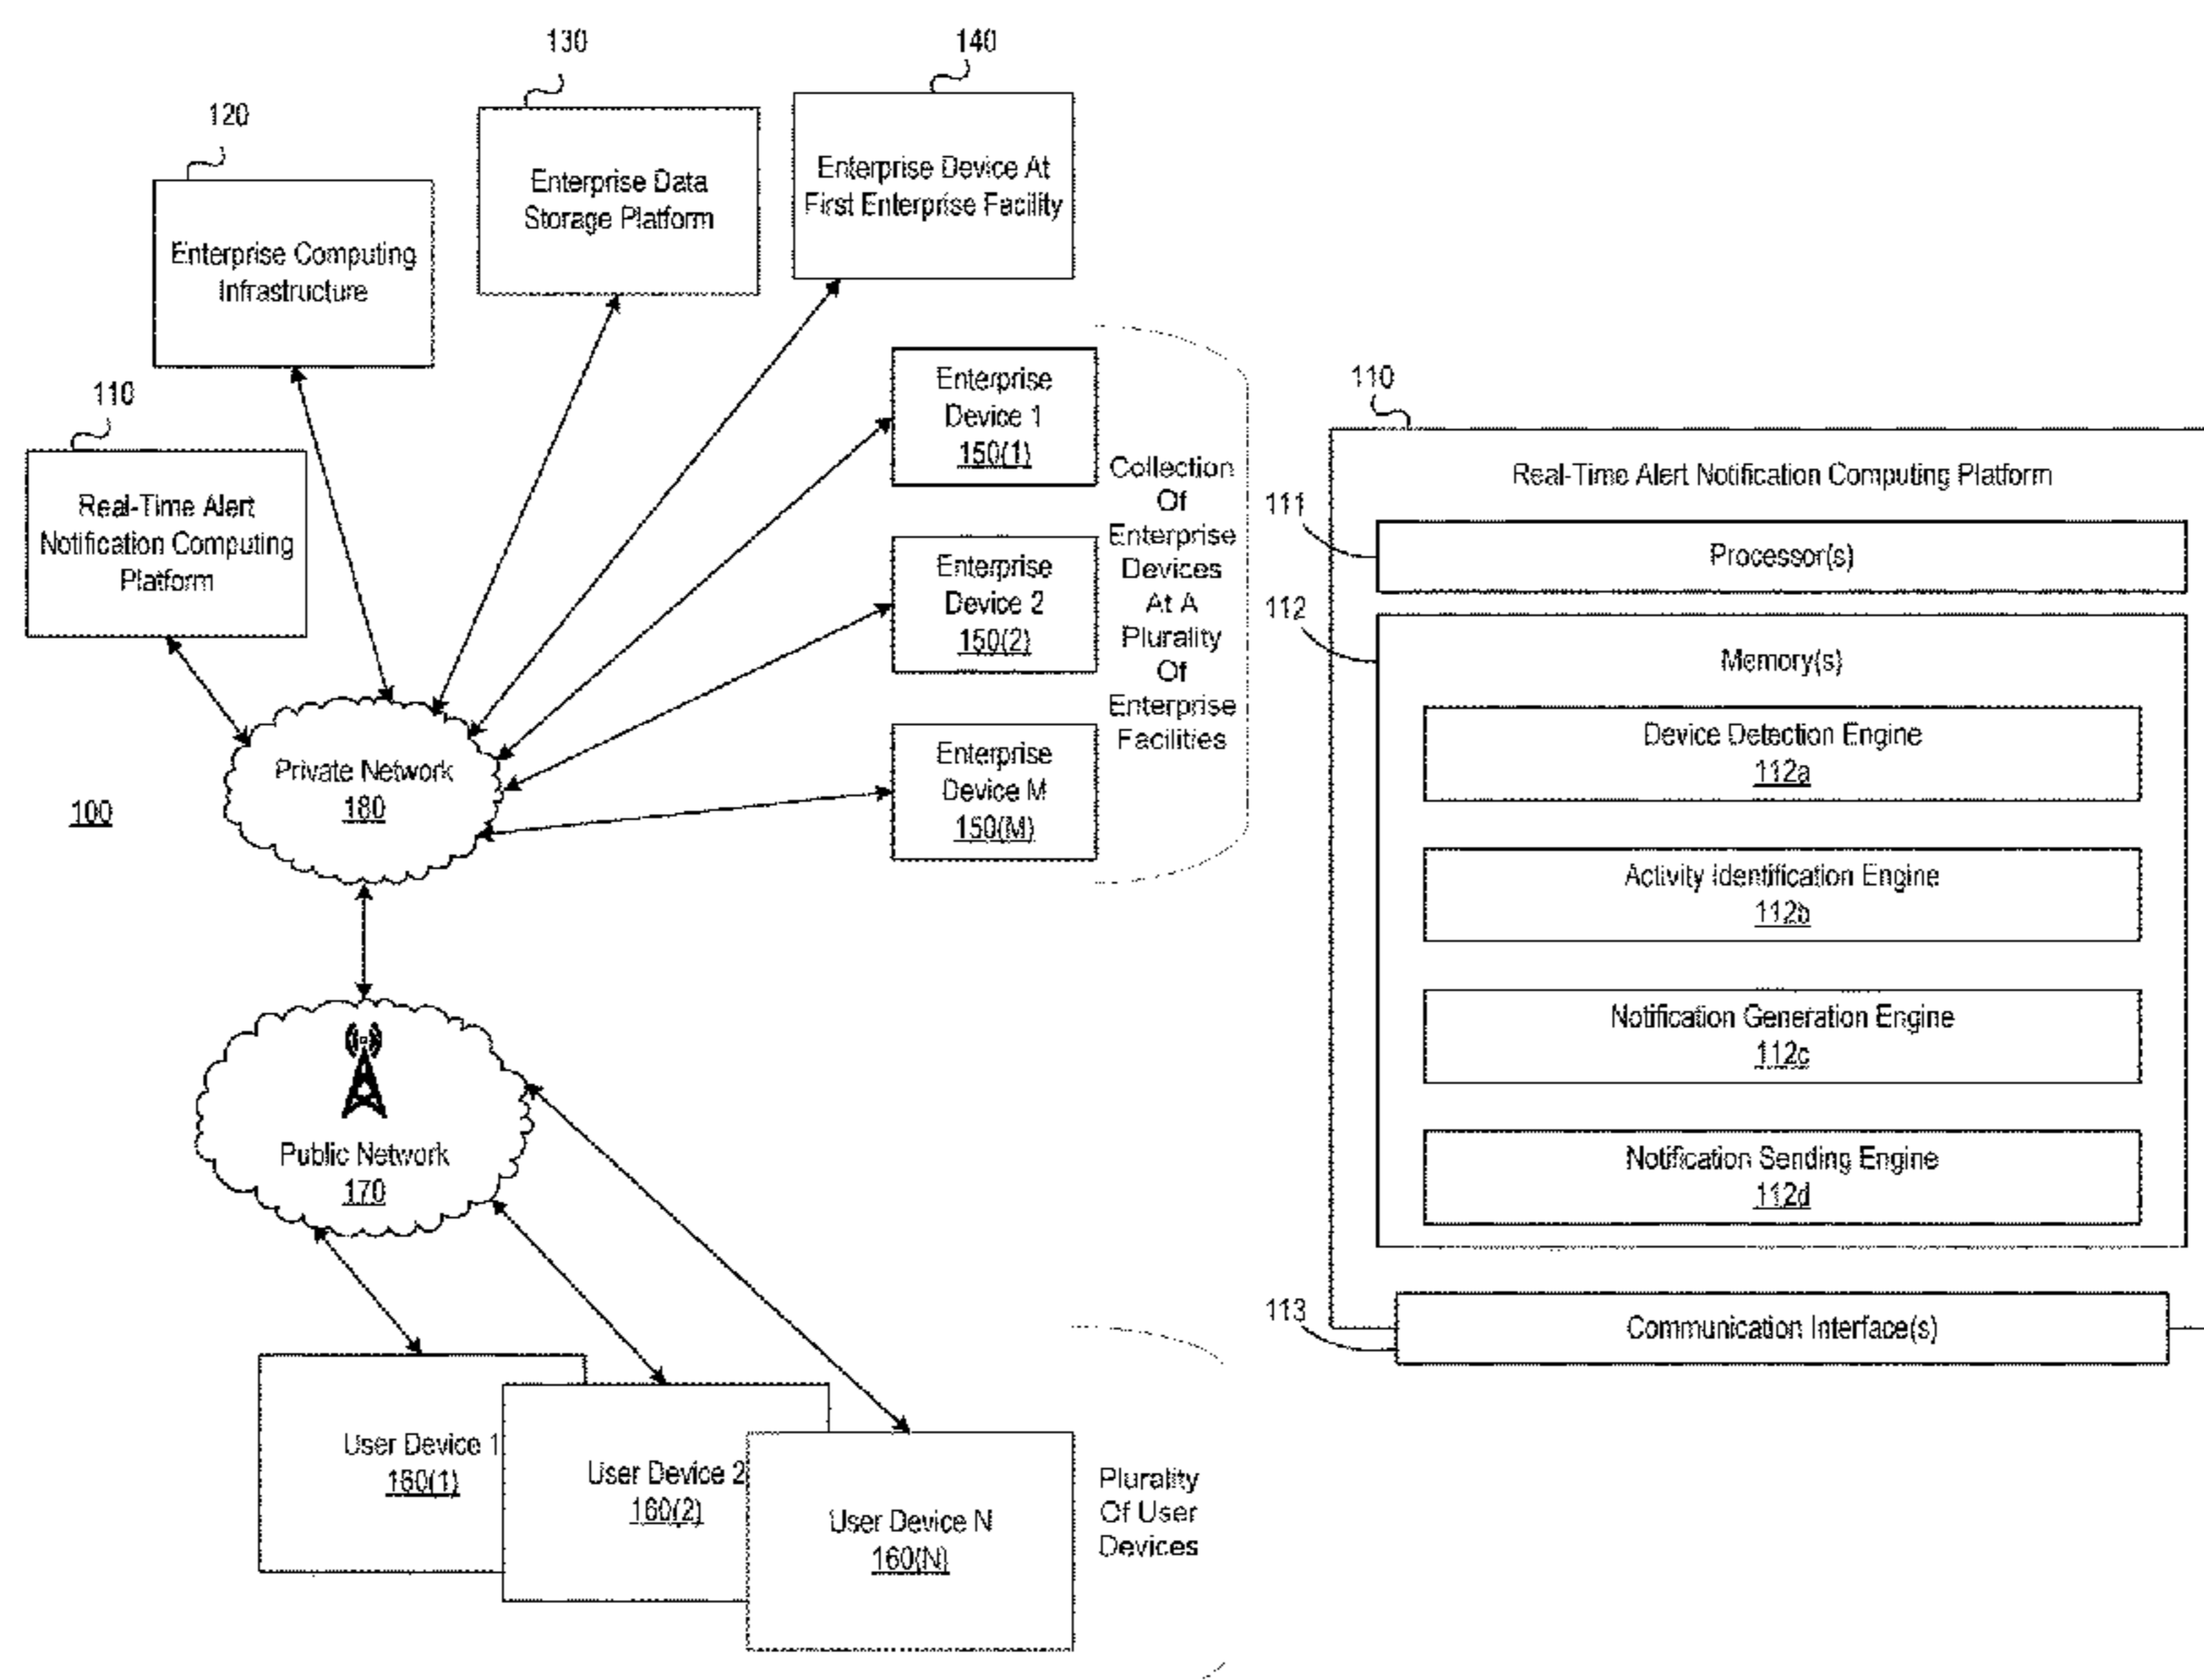 130
140
120
Enterprise Device At
First Enterprise Facility
Enterprise Data
Storage Platform
Enterprise Computing
Infrastructure
110
Real-Time Alert
Notification Computing
Platform
Enterprise
Device 1
150(1)
Enterprise
Device 2
150(2)
Enterprise
Device M
150(M)
Collection
Of
Enterprise
Devices
At A
Plurality
Of
Enterprise
Facilities
100
Private Network
180
Public Network
170
User Device 1
160(1)
User Device 2
160(2)
User Device N
160(N)
Plurality
Of User
Devices
110
Real-Time Alert Notification Computing Platform
111
Processor(s)
112
Memory(s)
Device Detection Engine
112a
Activity Identification Engine
112b
Notification Generation Engine
112c
Notification Sending Engine
112d
113
Communication Interface(s)